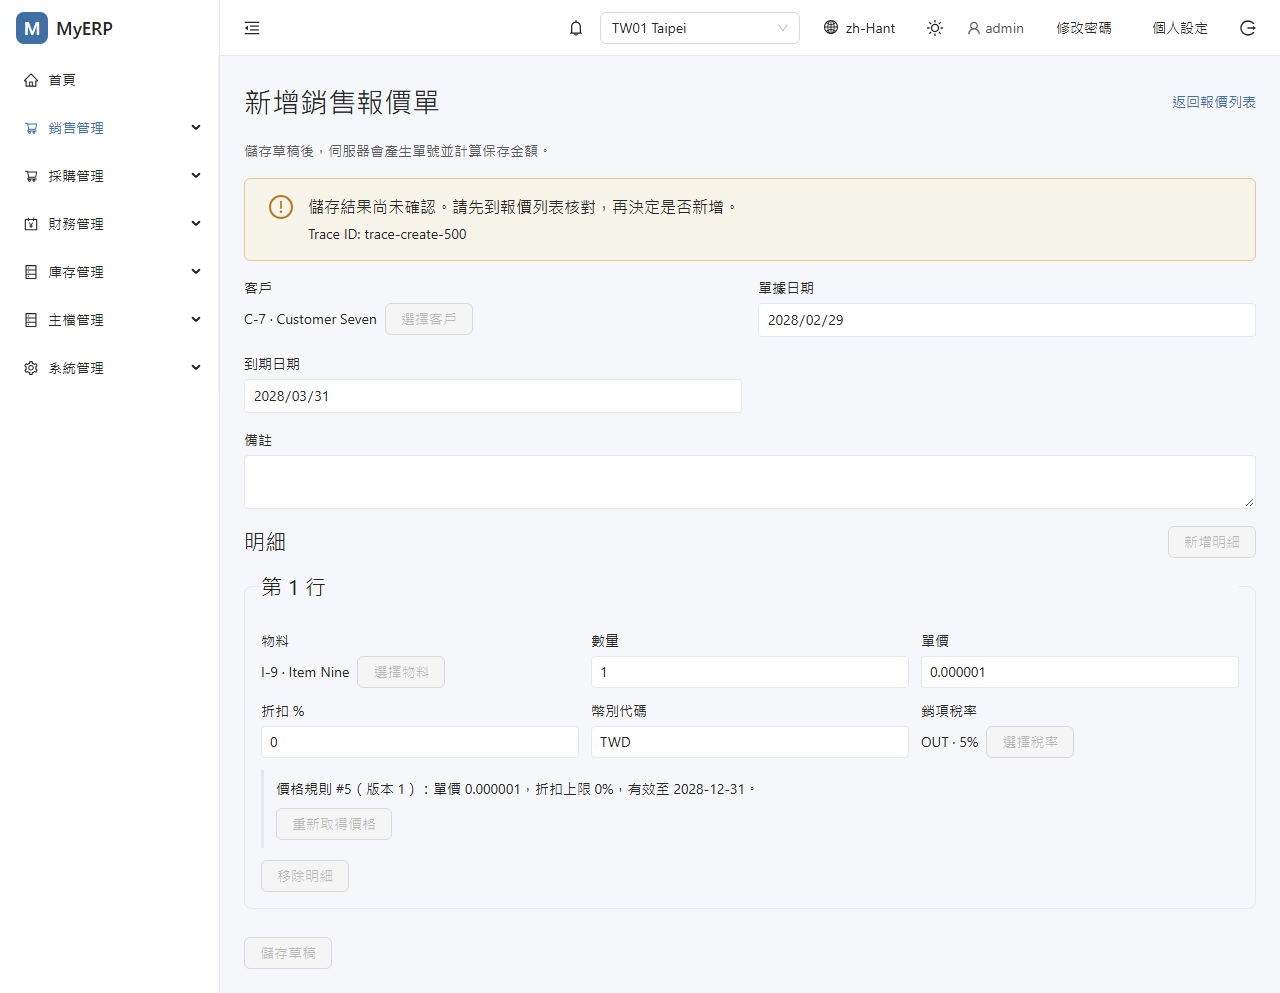 M MyERP
TW01 Taipei
zh-Hant
admin
修改密碼
個人設定
首頁
銷售管理
採購管理
財務管理
庫存管理
主檔管理
系統管理
新增銷售報價單
返回報價列表
儲存草稿後，伺服器會產生單號並計算保存金額。
儲存結果尚未確認。請先到報價列表核對，再決定是否新增。
Trace ID: trace-create-500
客戶
單據日期
C-7 · Customer Seven
選擇客戶
2028/02/29
到期日期
2028/03/31
備註
明細
新增明細
第 1 行
物料
數量
單價
I-9 · Item Nine
選擇物料
1
0.000001
折扣 %
幣別代碼
銷項稅率
0
TWD
OUT · 5%
選擇稅率
價格規則 #5（版本 1）：單價 0.000001，折扣上限 0%，有效至 2028-12-31。
重新取得價格
移除明細
儲存草稿